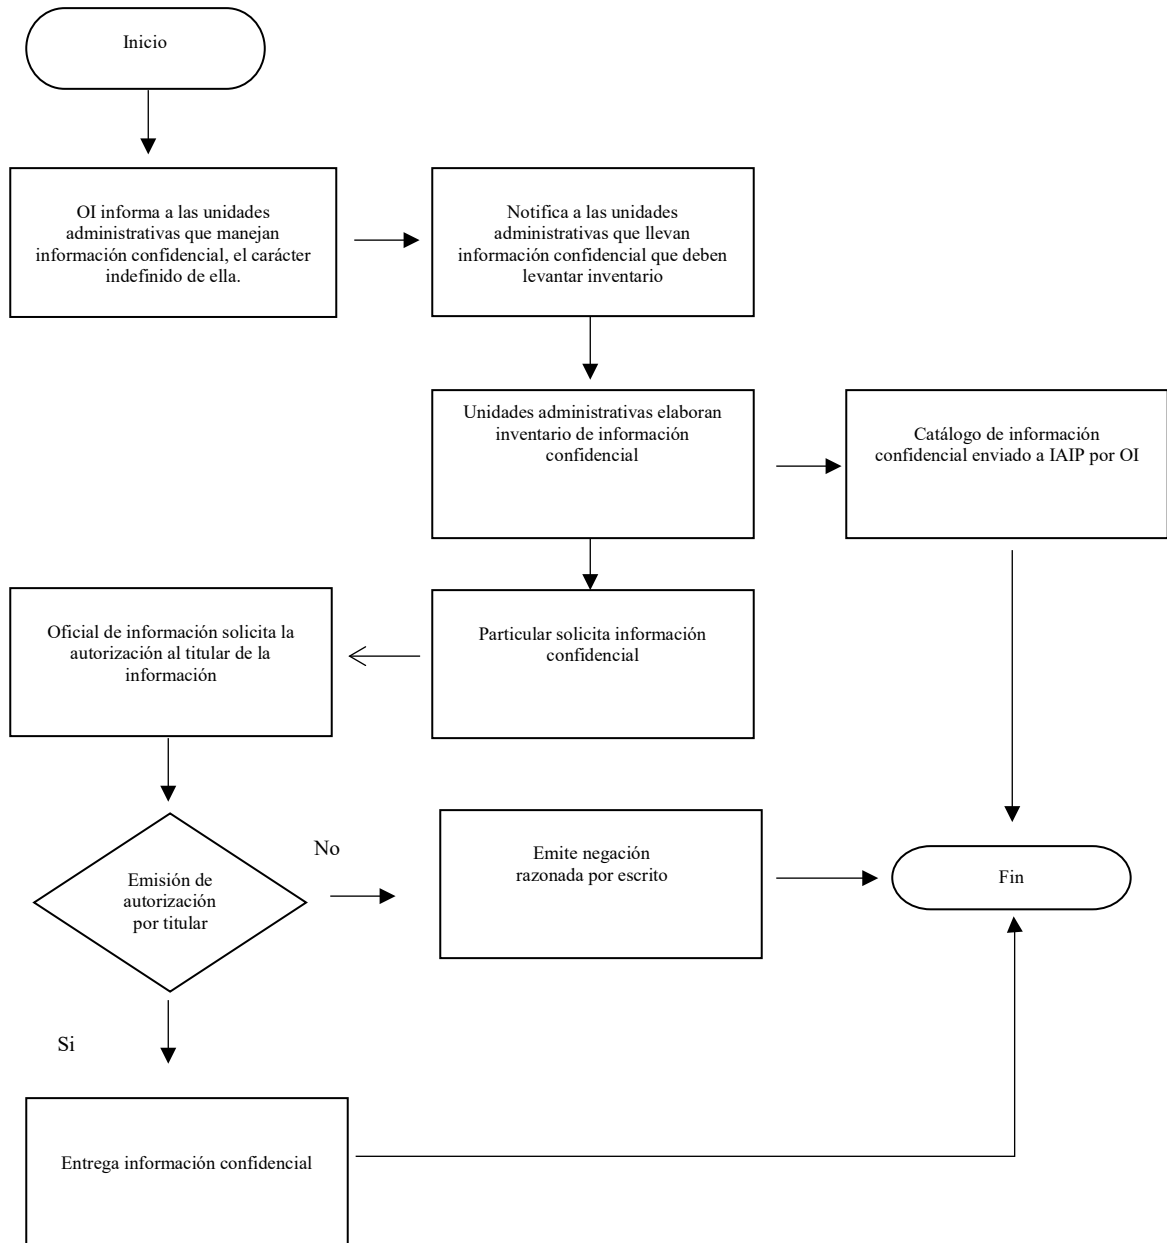 Inicio
OI informa a las unidades
administrativas que manejan
información confidencial, el carácter
indefinido de ella.
Notifica a las unidades
administrativas que llevan
información confidencial que deben
levantar inventario
Unidades administrativas elaboran
inventario de información
confidencial
Catálogo de información
confidencial enviado a IAIP por OI
Particular solicita información
confidencial
Oficial de información solicita la
autorización al titular de la
información
Emisión de
autorización
por titular
No
Emite negación
razonada por escrito
Fin
Si
Entrega información confidencial